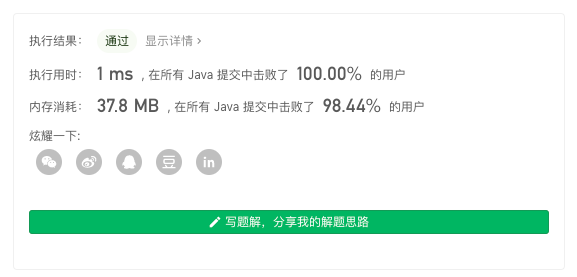 执行结果： 通过 显示详情 >
执行用时： 1 ms , 在所有 Java 提交中击败了 100.00% 的用户
内存消耗： 37.8 MB , 在所有 Java 提交中击败了 98.44% 的用户
炫耀一下:
豆 in
写题解，分享我的解题思路